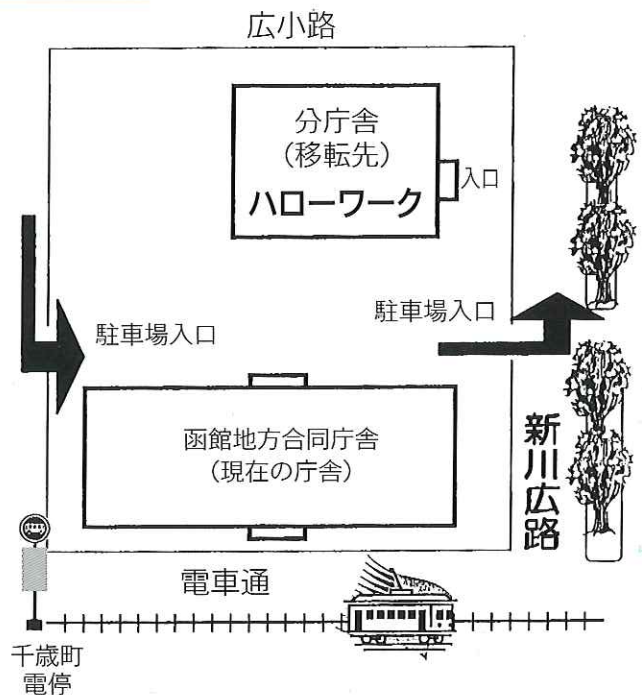 広小路
分庁舎
(移転先)
ハローワーク
入口
駐車場入口
駐車場入口
函館地方合同庁舎
(現在の庁舎)
新川広路
電車通
千歳町
電停